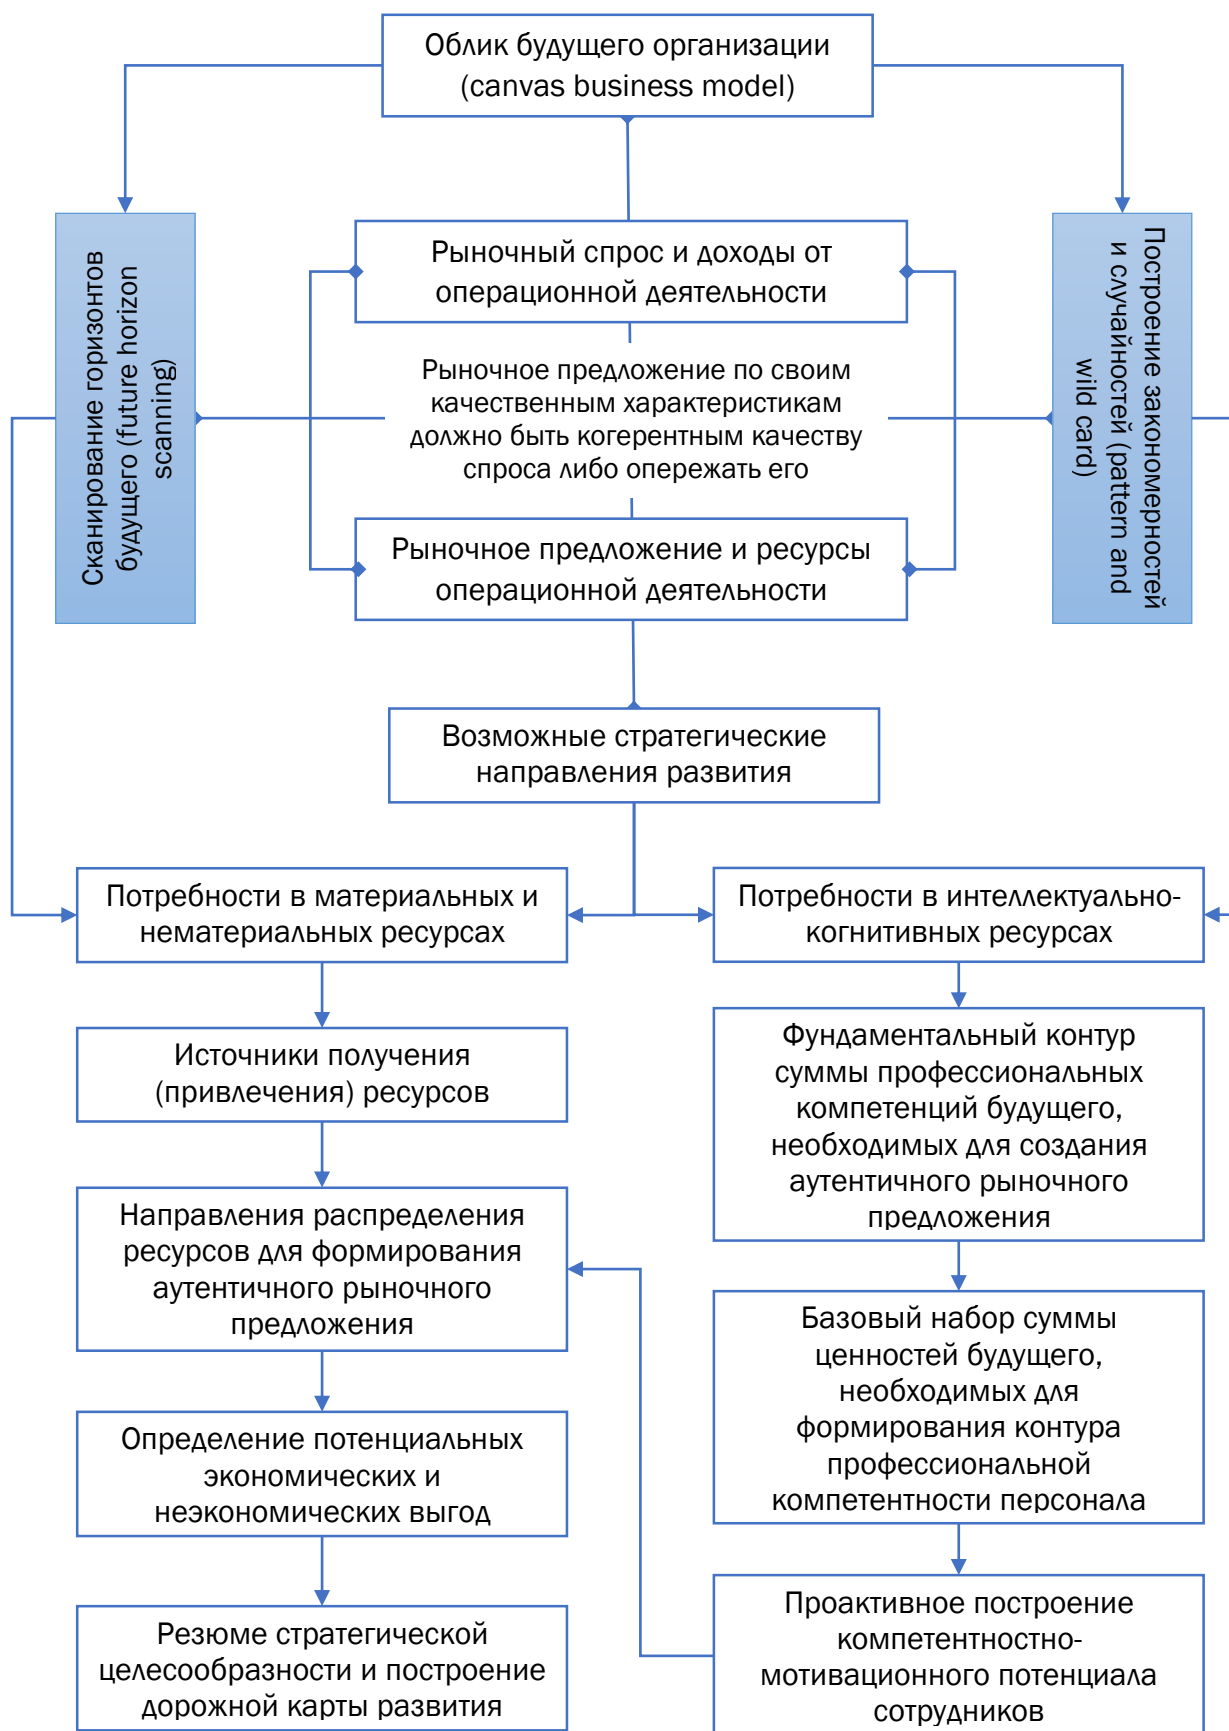 Облик будущего организации
(canvas business model)
Сканирование горизонтов
будущего (future horizon
scanning)
Рыночный спрос и доходы от
операционной деятельности
Рыночное предложение по своим
качественным характеристикам
должно быть когерентным качеству
спроса либо опережать его
Рыночное предложение и ресурсы
операционной деятельности
Построение закономерностей
и случайностей (pattern and
wild card)
Возможные стратегические
направления развития
Потребности в материальных и
нематериальных ресурсах
Потребности в интеллектуально-
когнитивных ресурсах
Источники получения
(привлечения) ресурсов
Фундаментальный контур
суммы профессиональных
компетенций будущего,
необходимых для создания
аутентичного рыночного
предложения
Направления распределения
ресурсов для формирования
аутентичного рыночного
предложения
Базовый набор суммы
ценностей будущего,
необходимых для
формирования контура
профессиональной
компетентности персонала
Определение потенциальных
экономических и
неэкономических выгод
Резюме стратегической
целесообразности и построение
дорожной карты развития
Проактивное построение
компетентностно-
мотивационного потенциала
сотрудников